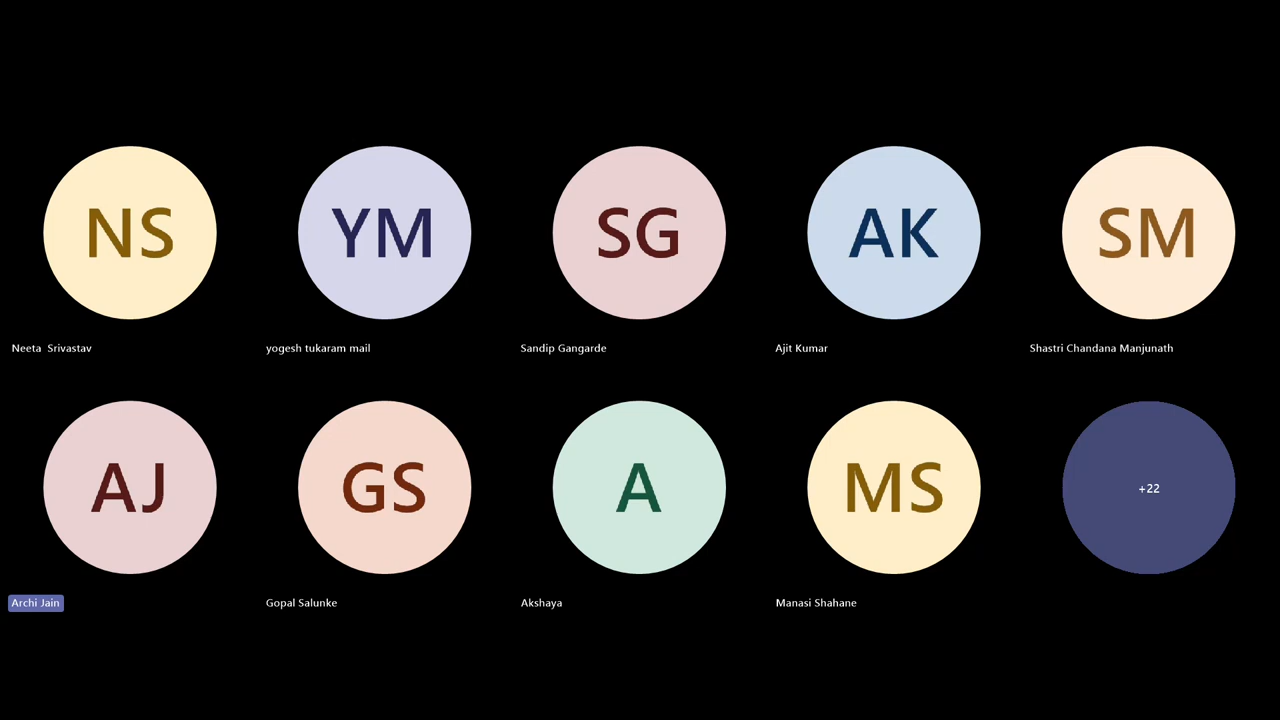 NS
YM
SG
AK
SM
Neeta  Srivastav
yogesh tukaram mail
Sandip Gangarde
Ajit Kumar
Shastri Chandana Manjunath
AJ
GS
A
MS
+22
Archi Jain
Gopal Salunke
Akshaya
Manasi Shahane